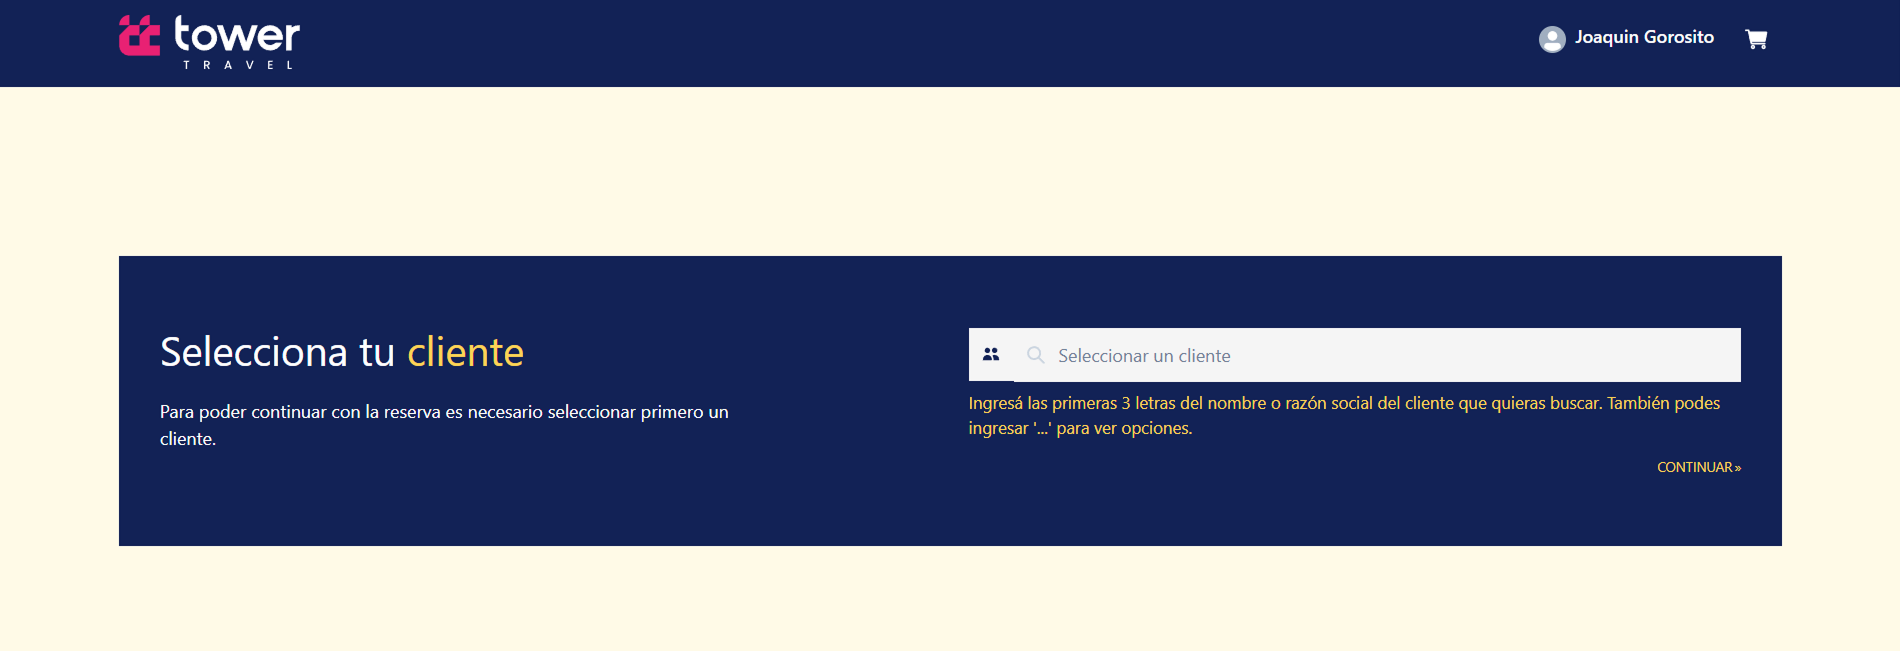 tower
TRAVEL
Joaquin Gorosito
Selecciona tu cliente
Para poder continuar con la reserva es necesario seleccionar primero un
cliente.
Seleccionar un cliente
Ingresá las primeras 3 letras del nombre o razón social del cliente que quieras buscar. También podes
ingresar '...' para ver opciones.
CONTINUAR »